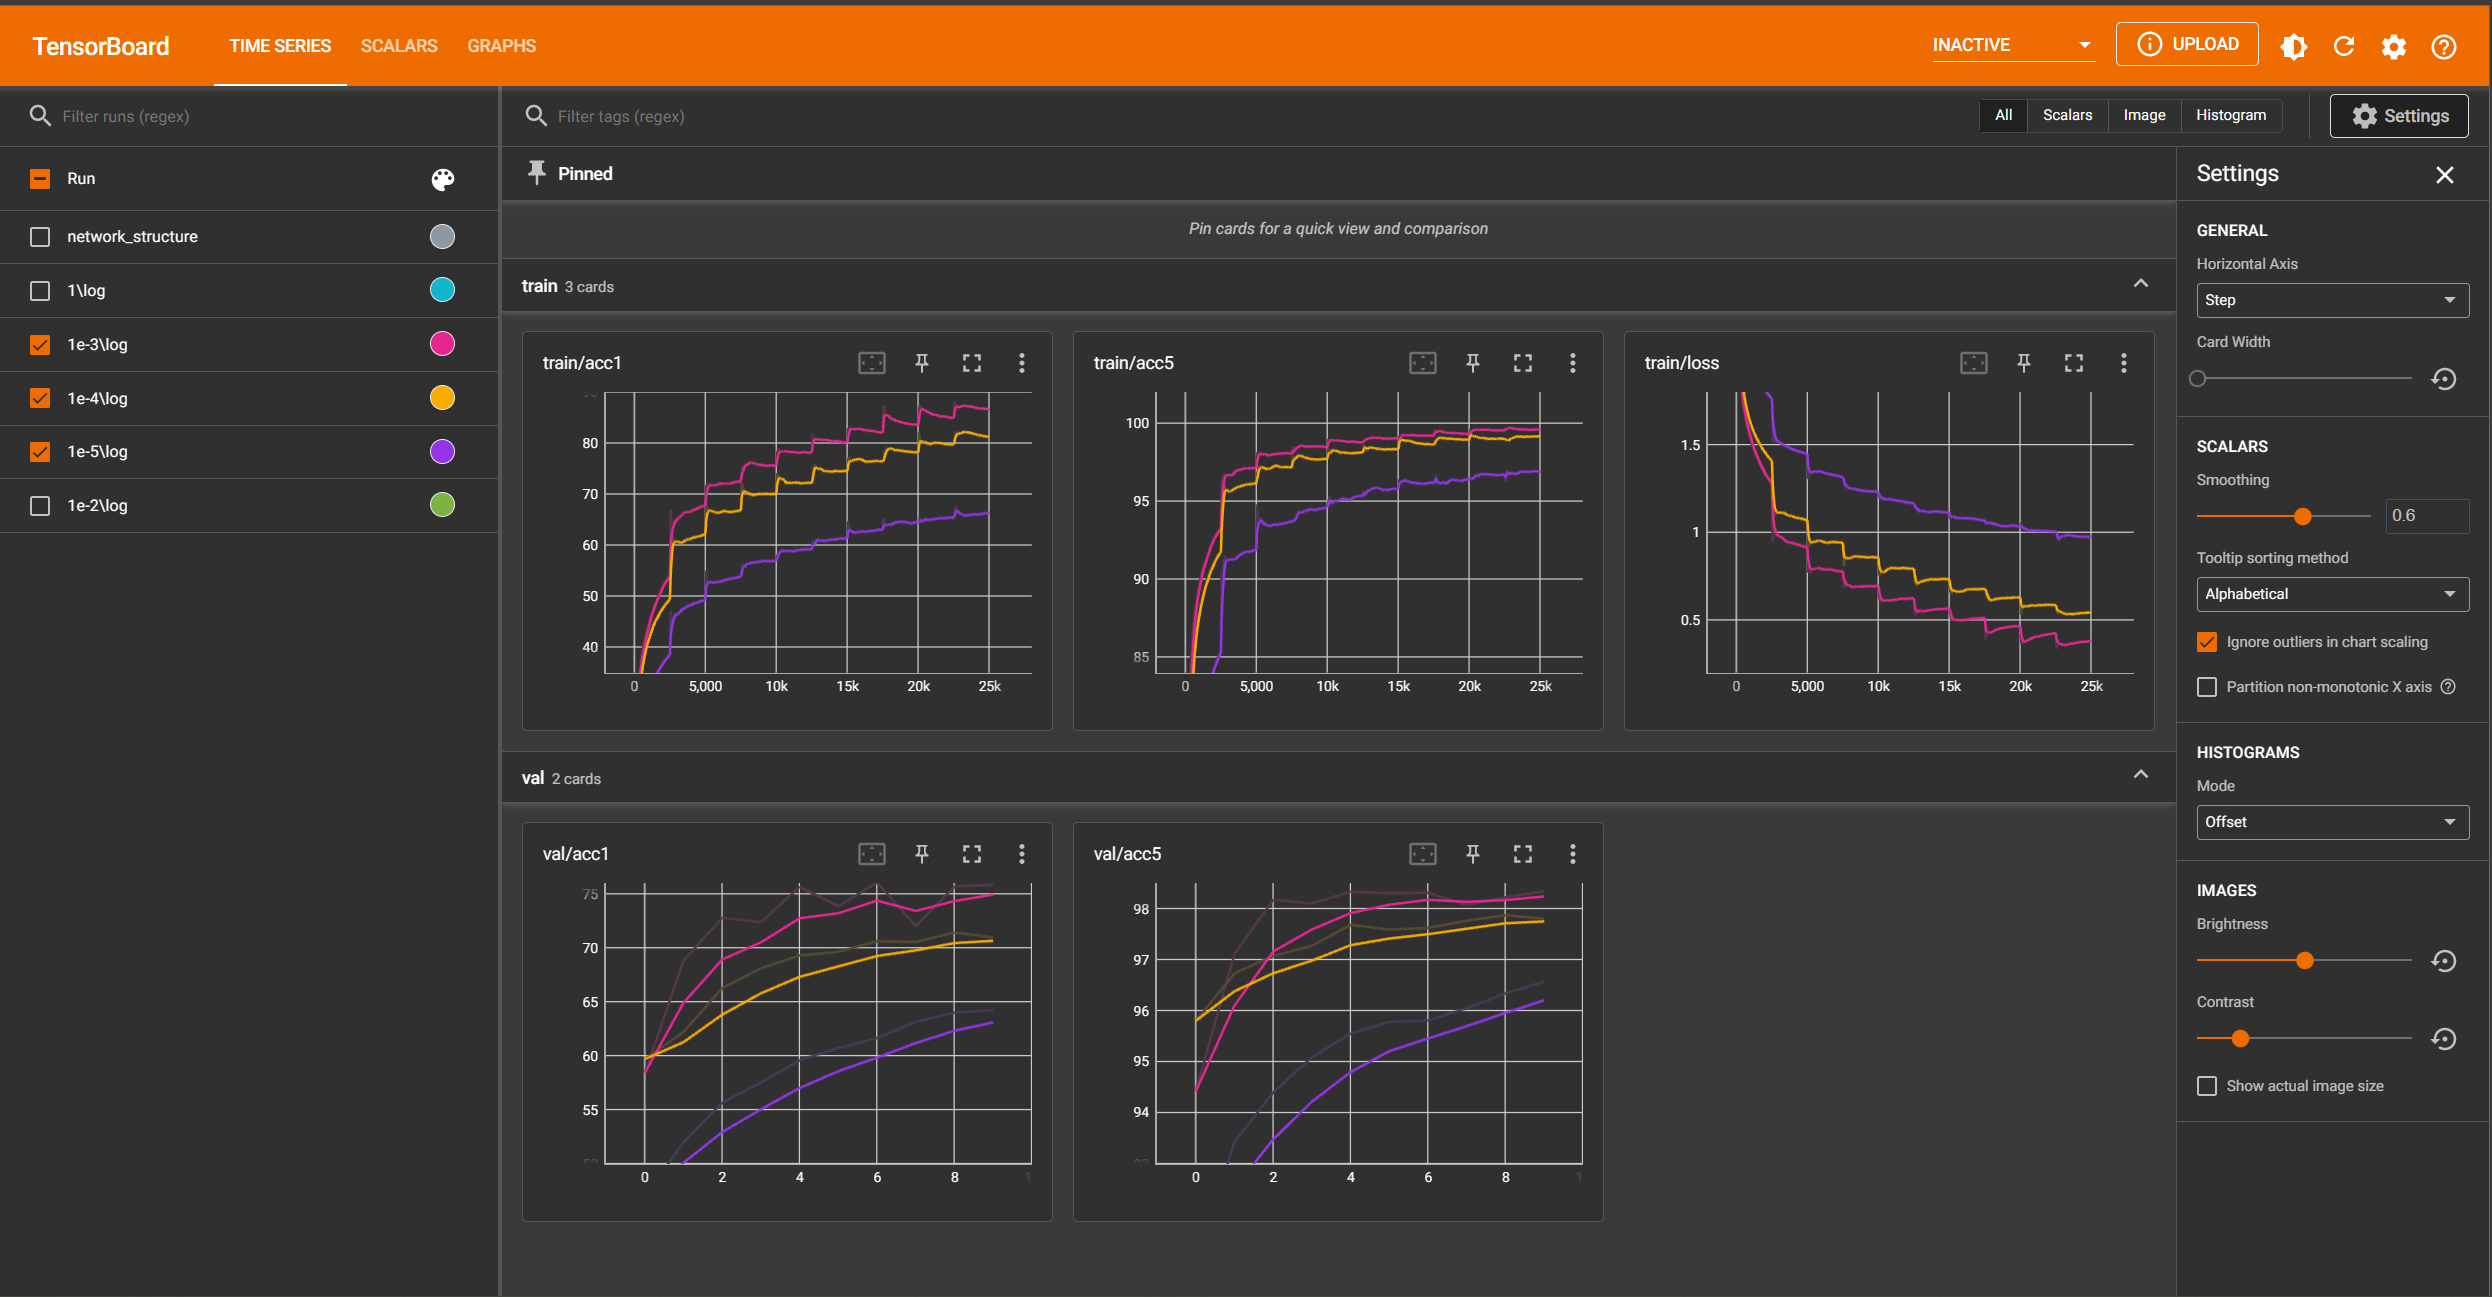 TensorBoard TIME SERIES SCALARS GRAPHS INACTIVE UPLOAD
Filter runs (regex)
Run
network_structure
1\log
1e-3\log
1e-4\log
1e-5\log
1e-2\log
Filter tags (regex)
All Scalars Image Histogram Settings
Pinned
Pin cards for a quick view and comparison
train 3 cards
train/acc1
80
70
60
50
40
0 5,000 10k 15k 20k 25k
train/acc5
100
95
90
85
0 5,000 10k 15k 20k 25k
train/loss
1.5
1
0.5
0 5,000 10k 15k 20k 25k
val 2 cards
val/acc1
75
70
65
60
55
0 2 4 6 8
val/acc5
98
97
96
95
94
0 2 4 6 8
Settings
GENERAL
Horizontal Axis
Step
Card Width
SCALARS
Smoothing
0.6
Tooltip sorting method
Alphabetical
Ignore outliers in chart scaling
Partition non-monotonic X axis
HISTOGRAMS
Mode
Offset
IMAGES
Brightness
Contrast
Show actual image size